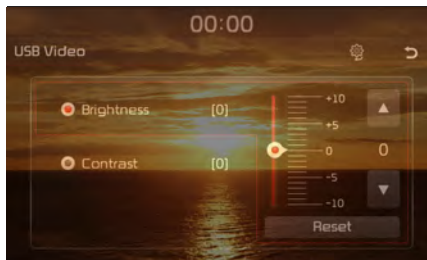 00:00
USB Video
Brightness [0]
Contrast [0]
+10
+5
0
-5
-10
0
Reset